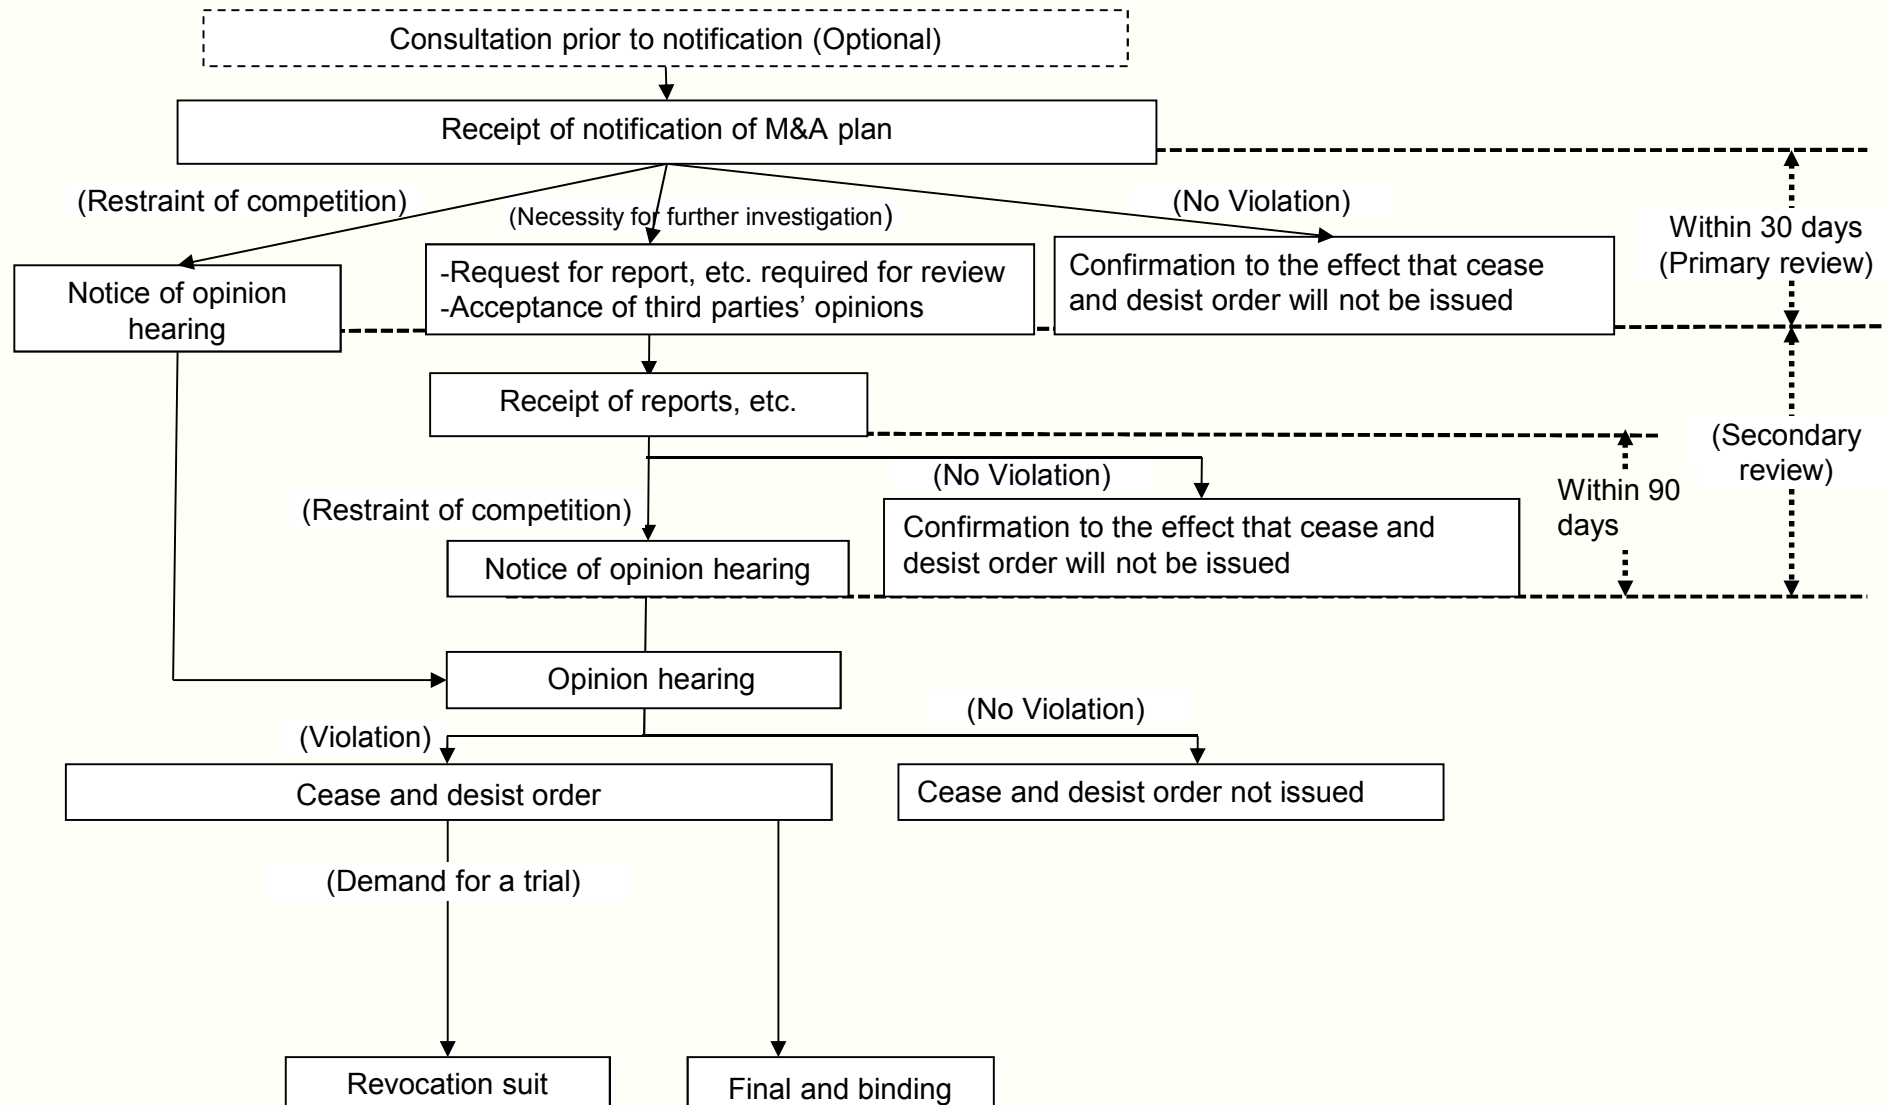 Consultation prior to notification (Optional)
Receipt of notification of M&A plan
(Restraint of competition)
(Necessity for further investigation)
(No Violation)
Within 30 days
(Primary review)
Notice of opinion
hearing
-Request for report, etc. required for review
-Acceptance of third parties’ opinions
Confirmation to the effect that cease
and desist order will not be issued
Receipt of reports, etc.
(Secondary
review)
(No Violation)
Within 90
days
(Restraint of competition)
Confirmation to the effect that cease and
desist order will not be issued
Notice of opinion hearing
Opinion hearing
(No Violation)
(Violation)
Cease and desist order
Cease and desist order not issued
(Demand for a trial)
Revocation suit
Final and binding